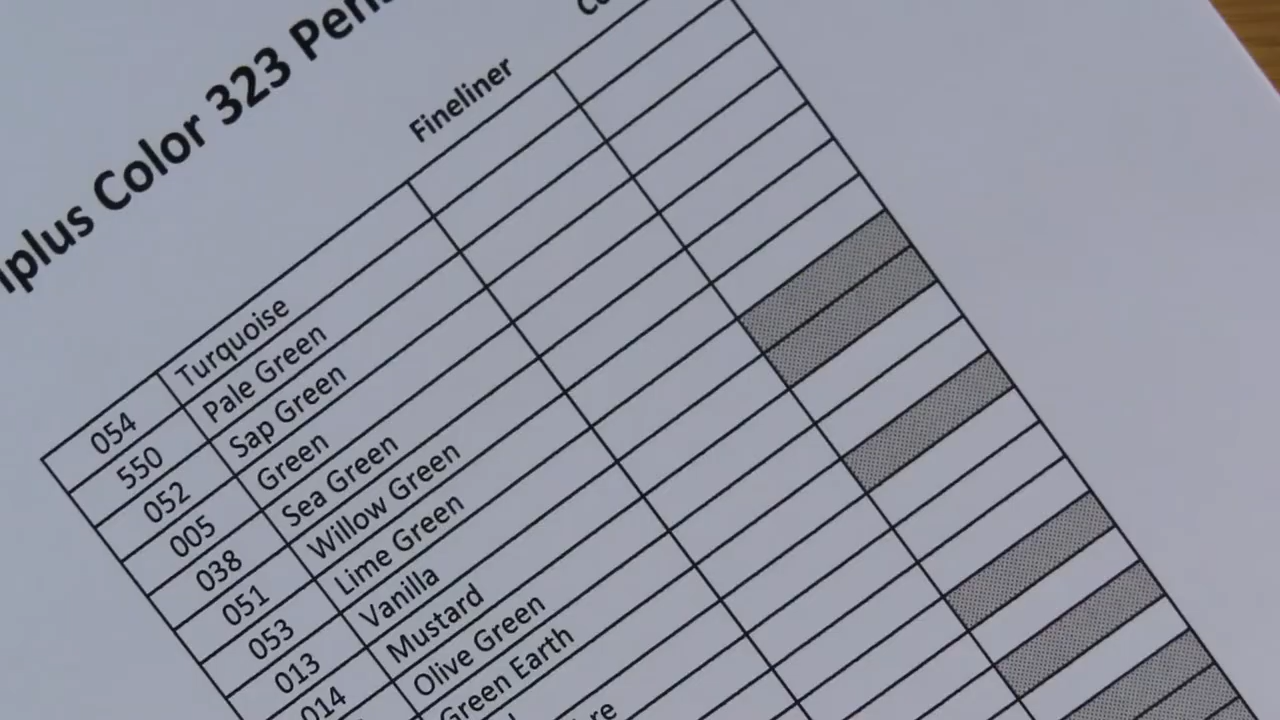 iplus Color 323 Pen
Fineliner
054 Turquoise
550 Pale Green
052 Sap Green
005 Green
038 Sea Green
051 Willow Green
053 Lime Green
013 Vanilla
014 Mustard
Olive Green
Green Earth